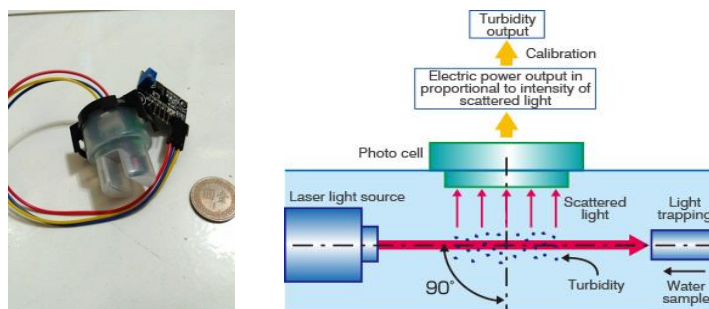 Turbidity
output
Calibration
Electric power output in
proportional to intensity of
scattered light
Photo cell
Laser light source
Scattered
light
Light
trapping
90°
Turbidity
Water
sample